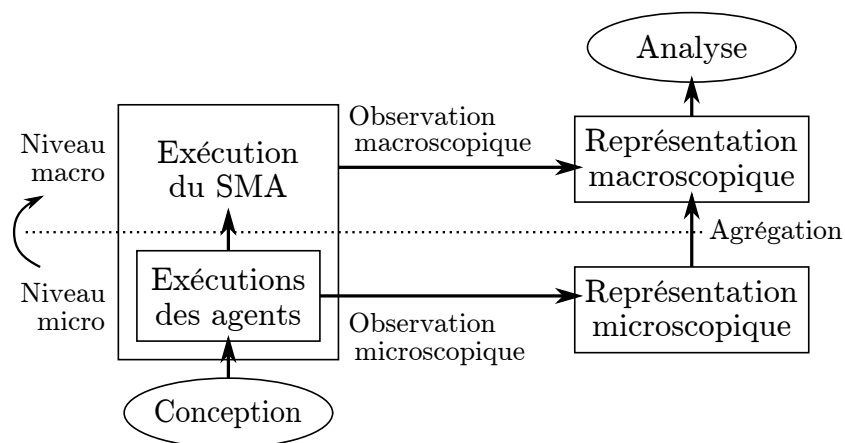 Analyse
Observation
macroscopique
Niveau
macro
Exécution
du SMA
Représentation
macroscopique
Agrégation
Niveau
micro
Exécutions
des agents
Représentation
microscopique
Observation
microscopique
Conception